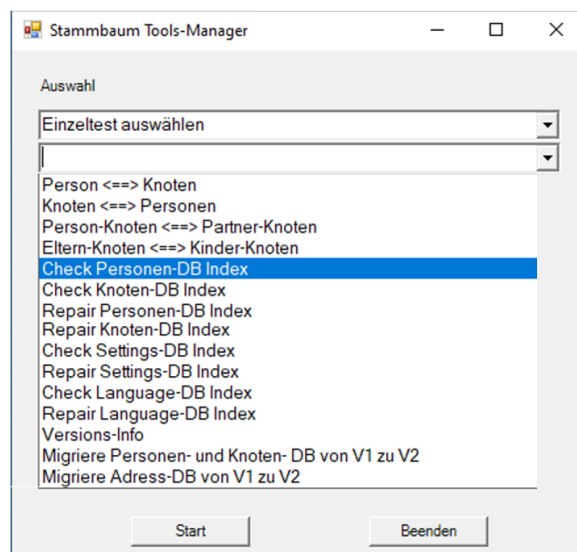 Stammbaum Tools-Manager
Auswahl
Einzeltest auswählen
Person <==> Knoten
Knoten <==> Personen
Person-Knoten <==> Partner-Knoten
Eltern-Knoten <==> Kinder-Knoten
Check Personen-DB Index
Check Knoten-DB Index
Repair Personen-DB Index
Repair Knoten-DB Index
Check Settings-DB Index
Repair Settings-DB Index
Check Language-DB Index
Repair Language-DB Index
Versions-Info
Migriere Personen- und Knoten- DB von V1 zu V2
Migriere Adress-DB von V1 zu V2
Start Beenden